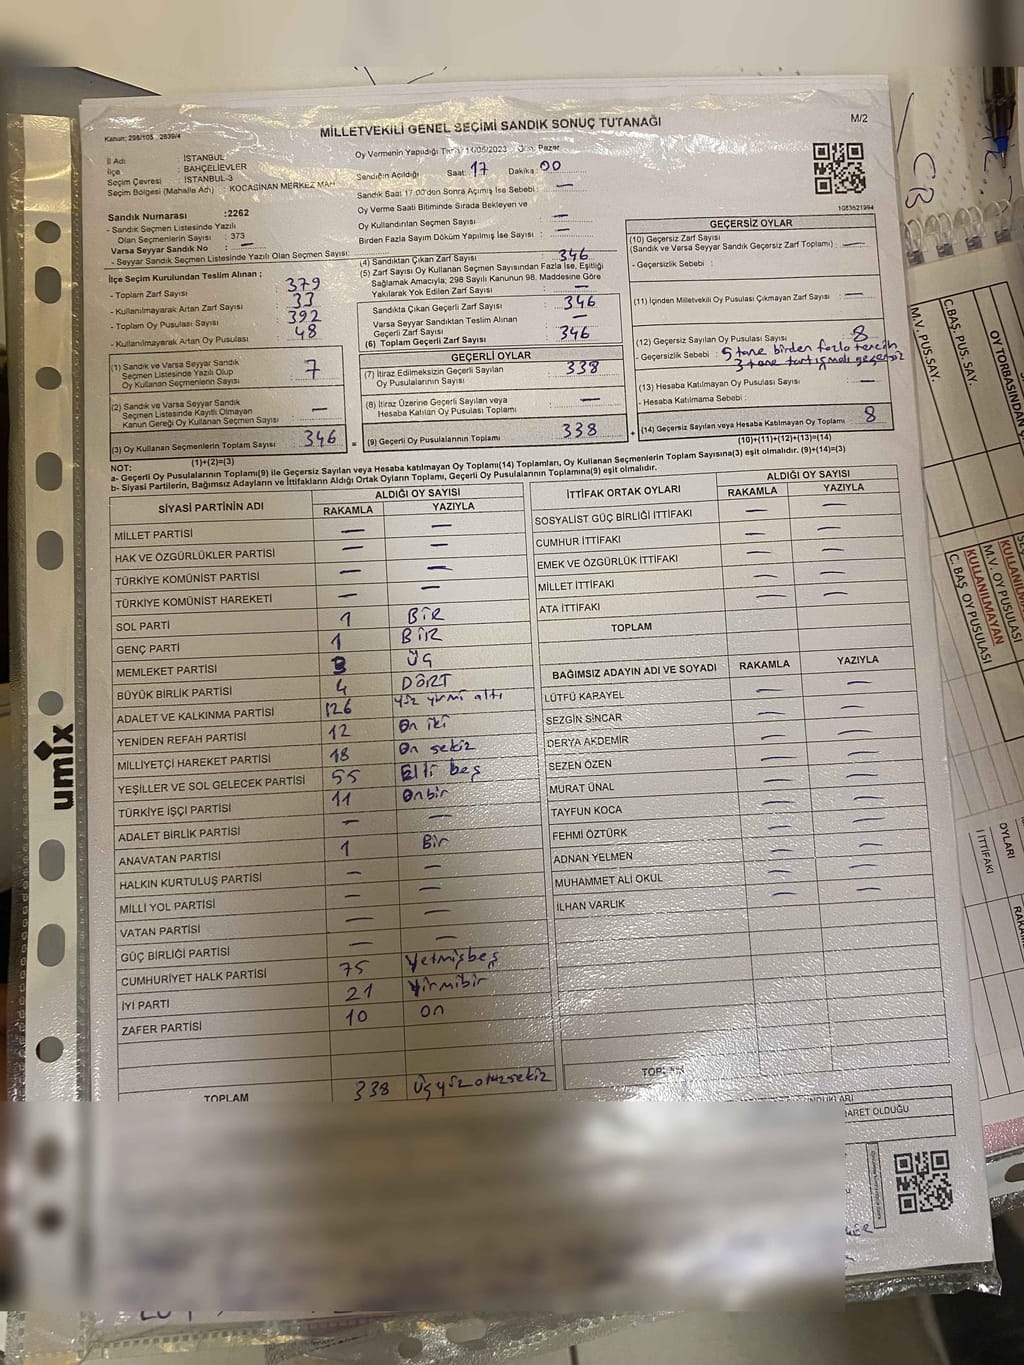 Kanun: 298/105 2839/4
MİLLETVEKİLİ GENEL SEÇİMİ SANDIK SONUÇ TUTANAĞI
M/2
İl Adı : İSTANBUL
İlçe : BAHÇELİEVLER
Seçim Çevresi : İSTANBUL-3
Seçim Bölgesi (Mahalle Adı) : KOCASİNAN MERKEZ MAH
Sandık Numarası :2262
- Sandık Seçmen Listesinde Yazılı
Olan Seçmenlerin Sayısı : 373
Varsa Seyyar Sandık No : —
- Seyyar Sandık Seçmen Listesinde Yazılı Olan Seçmen Sayısı:
Oy Vermenin Yapıldığı Tarih 14/05/2023 Pazar
Sandığın Açıldığı Saat: 17 Dakika: 00
Sandık Saat 17.00'den Sonra Açılmış İse Sebebi : —
Oy Verme Saati Bitiminde Sırada Bekleyen ve
Oy Kullandırılan Seçmen Sayısı : —
Birden Fazla Sayım Döküm Yapılmış İse Sayısı : —
1083621994
İlçe Seçim Kurulundan Teslim Alınan ;
- Toplam Zarf Sayısı : 379
- Kullanılmayarak Artan Zarf Sayısı : 33
- Toplam Oy Pusulası Sayısı : 392
- Kullanılmayarak Artan Oy Pusulası : 48
(1) Sandık ve Varsa Seyyar Sandık
Seçmen Listesinde Yazılı Olup
Oy Kullanan Seçmenlerin Sayısı : 7
(2) Sandık ve Varsa Seyyar Sandık
Seçmen Listesinde Kayıtlı Olmayan
Kanun Gereği Oy Kullanan Seçmen Sayısı : —
(3) Oy Kullanan Seçmenlerin Toplam Sayısı : 346
(1)+(2)=(3)
(4) Sandıktan Çıkan Zarf Sayısı : 346
(5) Zarf Sayısı Oy Kullanan Seçmen Sayısından Fazla İse, Eşitliği
Sağlamak Amacıyla; 298 Sayılı Kanunun 98. Maddesine Göre
Yakılarak Yok Edilen Zarf Sayısı : —
Sandıkta Çıkan Geçerli Zarf Sayısı : 346
Varsa Seyyar Sandıktan Teslim Alınan
Geçerli Zarf Sayısı : —
(6) Toplam Geçerli Zarf Sayısı : 346
GEÇERLİ OYLAR
(7) İtiraz Edilmeksizin Geçerli Sayılan
Oy Pusulalarının Sayısı : 338
(8) İtiraz Üzerine Geçerli Sayılan veya
Hesaba Katılan Oy Pusulası Toplamı : —
= (9) Geçerli Oy Pusulalarının Toplamı : 338
GEÇERSİZ OYLAR
(10) Geçersiz Zarf Sayısı
(Sandık ve Varsa Seyyar Sandık Geçersiz Zarf Toplamı) : —
- Geçersizlik Sebebi :
(11) İçinden Milletvekili Oy Pusulası Çıkmayan Zarf Sayısı : —
(12) Geçersiz Sayılan Oy Pusulası Sayısı : 8
- Geçersizlik Sebebi : 5 tane birden fazla tercih
3 tane tartışmalı geçersiz
(13) Hesaba Katılmayan Oy Pusulası Sayısı : —
- Hesaba Katılmama Sebebi :
+ (14) Geçersiz Sayılan veya Hesaba Katılmayan Oy Toplamı : 8
(10)+(11)+(12)+(13)=(14)
NOT:
a- Geçerli Oy Pusulalarının Toplamı(9) ile Geçersiz Sayılan veya Hesaba katılmayan Oy Toplamı(14) Toplamları, Oy Kullanan Seçmenlerin Toplam Sayısına(3) eşit olmalıdır. (9)+(14)=(3)
b- Siyasi Partilerin, Bağımsız Adayların ve İttifakların Aldığı Ortak Oyların Toplamı, Geçerli Oy Pusulalarının Toplamına(9) eşit olmalıdır.
SİYASİ PARTİNİN ADI ALDIĞI OY SAYISI
RAKAMLA YAZIYLA
MİLLET PARTİSİ — —
HAK VE ÖZGÜRLÜKLER PARTİSİ — —
TÜRKİYE KOMÜNİST PARTİSİ — —
TÜRKİYE KOMÜNİST HAREKETİ — —
SOL PARTİ 1 BİR
GENÇ PARTİ 1 BİR
MEMLEKET PARTİSİ 3 ÜÇ
BÜYÜK BİRLİK PARTİSİ 4 DÖRT
ADALET VE KALKINMA PARTİSİ 126 yüz yirmi altı
YENİDEN REFAH PARTİSİ 12 On iki
MİLLİYETÇİ HAREKET PARTİSİ 18 On sekiz
YEŞİLLER VE SOL GELECEK PARTİSİ 55 Elli beş
TÜRKİYE İŞÇİ PARTİSİ 11 Onbir
ADALET BİRLİK PARTİSİ — —
ANAVATAN PARTİSİ 1 Bir
HALKIN KURTULUŞ PARTİSİ — —
MİLLİ YOL PARTİSİ — —
VATAN PARTİSİ — —
GÜÇ BİRLİĞİ PARTİSİ — —
CUMHURİYET HALK PARTİSİ 75 Yetmişbeş
İYİ PARTİ 21 Yirmibir
ZAFER PARTİSİ 10 on
TOPLAM 338 Üçyüzotuzsekiz
İTTİFAK ORTAK OYLARI ALDIĞI OY SAYISI
RAKAMLA YAZIYLA
SOSYALİST GÜÇ BİRLİĞİ İTTİFAKI — —
CUMHUR İTTİFAKI — —
EMEK VE ÖZGÜRLÜK İTTİFAKI — —
MİLLET İTTİFAKI — —
ATA İTTİFAKI — —
TOPLAM
BAĞIMSIZ ADAYIN ADI VE SOYADI RAKAMLA YAZIYLA
LÜTFÜ KARAYEL — —
SEZGİN SİNCAR — —
DERYA AKDEMİR — —
SEZEN ÖZEN — —
MURAT ÜNAL — —
TAYFUN KOCA — —
FEHMİ ÖZTÜRK — —
ADNAN YELMEN — —
MUHAMMET ALİ OKUL — —
İLHAN VARLIK — —
OLDUĞU
umix
CB
OY TORBASINDAN
C.BAŞ. PUS. SAY.
M.V. PUS.SAY.
KULLANILMAYAN
M.V. OY PUSULASI
KULLANILMAYAN
C. BAŞ. OY PUSULASI
OYLARI
İTTİFAKI